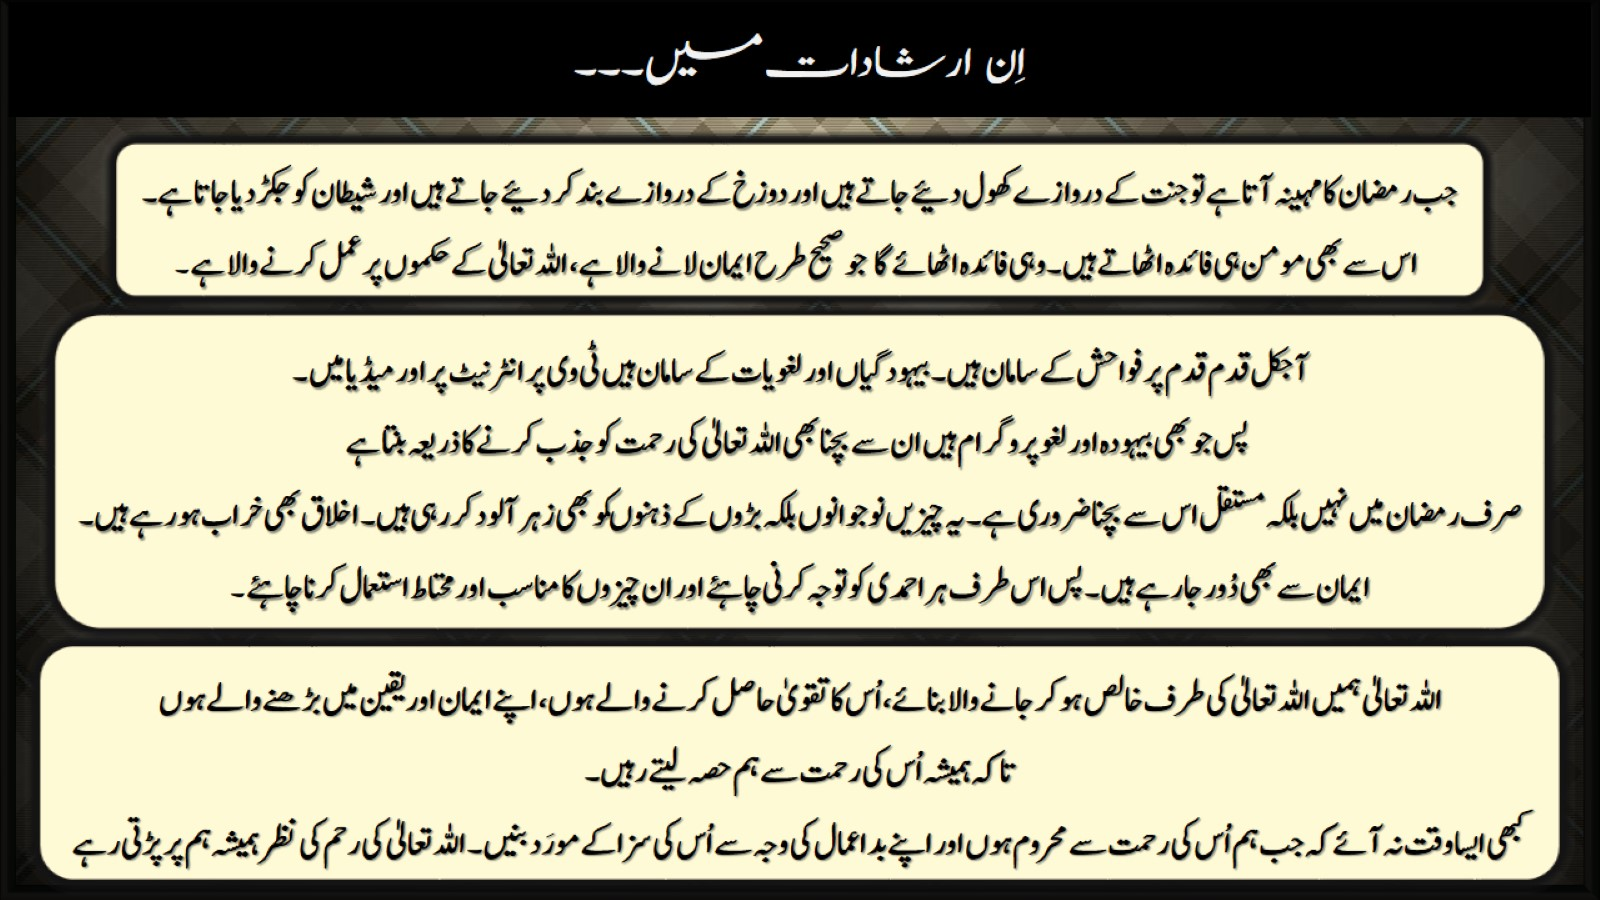 اِن ارشادات میں۔۔۔
جب رمضان کا مہینہ آتا ہے تو جنت کے دروازے کھول دیئے جاتے ہیں اور دوزخ کے دروازے بند کر دیئے جاتے ہیں اور شیطان کو جکڑ دیا جاتا ہے۔
اس سے بھی مومن ہی فائدہ اٹھاتے ہیں۔ وہی فائدہ اٹھائے گا جو صحیح طرح ایمان لانے والا ہے، اللہ تعالیٰ کے حکموں پر عمل کرنے والا ہے۔
آجکل قدم قدم پر فواحش کے سامان ہیں۔ بیہودگیاں اور لغویات کے سامان ہیں ٹی وی پر انٹرنیٹ پر اور میڈیا میں۔
پس جو بھی بیہودہ اور لغو پروگرام ہیں ان سے بچنا بھی اللہ تعالیٰ کی رحمت کو جذب کرنے کا ذریعہ بنتا ہے
صرف رمضان میں نہیں بلکہ مستقل اس سے بچنا ضروری ہے۔ یہ چیزیں نوجوانوں بلکہ بڑوں کے ذہنوں کو بھی زہر آلود کر رہی ہیں۔ اخلاق بھی خراب ہو رہے ہیں۔
ایمان سے بھی دُور جا رہے ہیں۔ پس اس طرف ہر احمدی کو توجہ کرنی چاہئے اور ان چیزوں کا مناسب اور محتاط استعمال کرنا چاہئے۔
اللہ تعالیٰ ہمیں اللہ تعالیٰ کی طرف خالص ہو کر جانے والا بنائے، اُس کا تقویٰ حاصل کرنے والے ہوں، اپنے ایمان اور یقین میں بڑھنے والے ہوں
تاکہ ہمیشہ اُس کی رحمت سے ہم حصہ لیتے رہیں۔
کبھی ایسا وقت نہ آئے کہ جب ہم اُس کی رحمت سے محروم ہوں اور اپنے بد اعمال کی وجہ سے اُس کی سزا کے مورَد بنیں۔ اللہ تعالیٰ کی رحم کی نظر ہمیشہ ہم پر پڑتی رہے